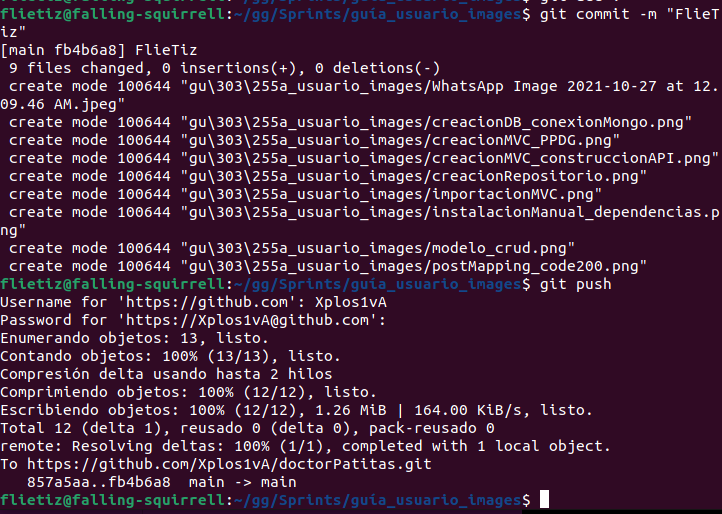 flietiz@falling-squirrell:~/gg/Sprints/guía_usuario_images$ git commit -m "FlieT
iz"
[main fb4b6a8] FlieTiz
 9 files changed, 0 insertions(+), 0 deletions(-)
 create mode 100644 "gu\303\255a_usuario_images/WhatsApp Image 2021-10-27 at 12.
09.46 AM.jpeg"
 create mode 100644 "gu\303\255a_usuario_images/creacionDB_conexionMongo.png"
 create mode 100644 "gu\303\255a_usuario_images/creacionMVC_PPDG.png"
 create mode 100644 "gu\303\255a_usuario_images/creacionMVC_construccionAPI.png"
 create mode 100644 "gu\303\255a_usuario_images/creacionRepositorio.png"
 create mode 100644 "gu\303\255a_usuario_images/importacionMVC.png"
 create mode 100644 "gu\303\255a_usuario_images/instalacionManual_dependencias.p
ng"
 create mode 100644 "gu\303\255a_usuario_images/modelo_crud.png"
 create mode 100644 "gu\303\255a_usuario_images/postMapping_code200.png"
flietiz@falling-squirrell:~/gg/Sprints/guía_usuario_images$ git push
Username for 'https://github.com': Xplos1vA
Password for 'https://Xplos1vA@github.com':
Enumerando objetos: 13, listo.
Contando objetos: 100% (13/13), listo.
Compresión delta usando hasta 2 hilos
Comprimiendo objetos: 100% (12/12), listo.
Escribiendo objetos: 100% (12/12), 1.26 MiB | 164.00 KiB/s, listo.
Total 12 (delta 1), reusado 0 (delta 0), pack-reusado 0
remote: Resolving deltas: 100% (1/1), completed with 1 local object.
To https://github.com/Xplos1vA/doctorPatitas.git
   857a5aa..fb4b6a8  main -> main
flietiz@falling-squirrell:~/gg/Sprints/guía_usuario_images$